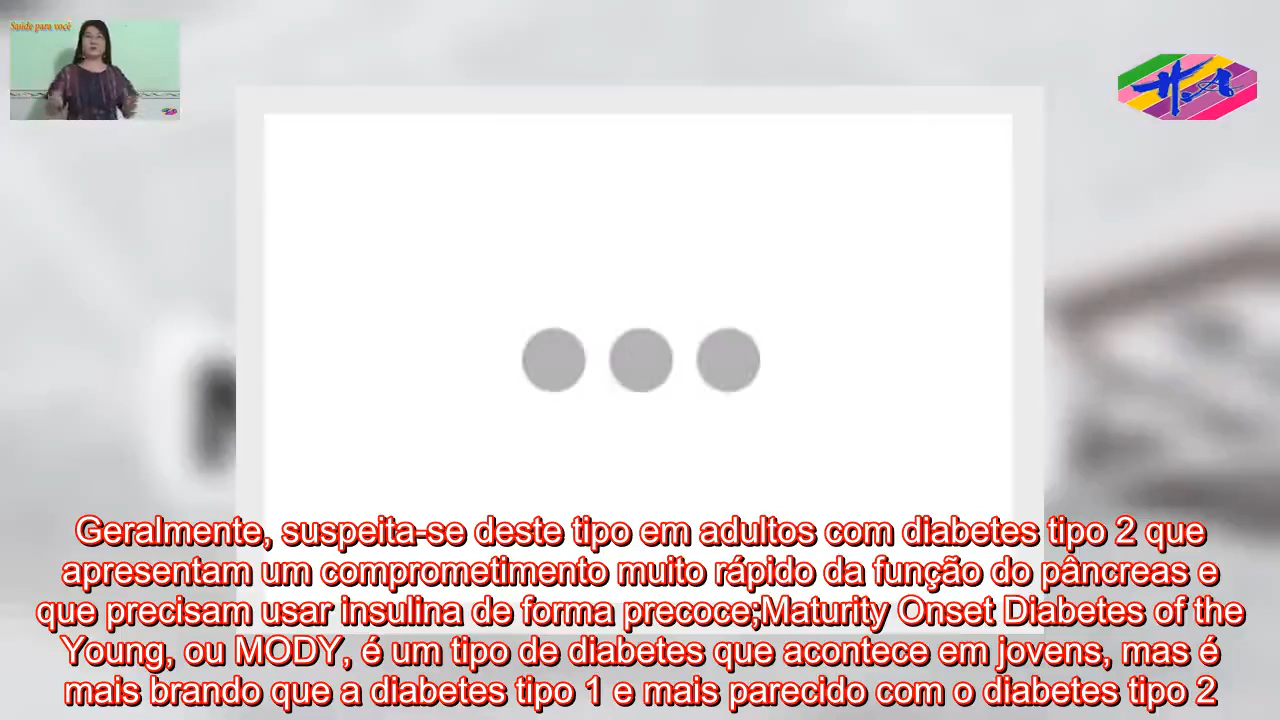 Saúde para você
H.A
Geralmente, suspeita-se deste tipo em adultos com diabetes tipo 2 que
apresentam um comprometimento muito rápido da função do pâncreas e
que precisam usar insulina de forma precoce;Maturity Onset Diabetes of the
Young, ou MODY, é um tipo de diabetes que acontece em jovens, mas é
mais brando que a diabetes tipo 1 e mais parecido com o diabetes tipo 2